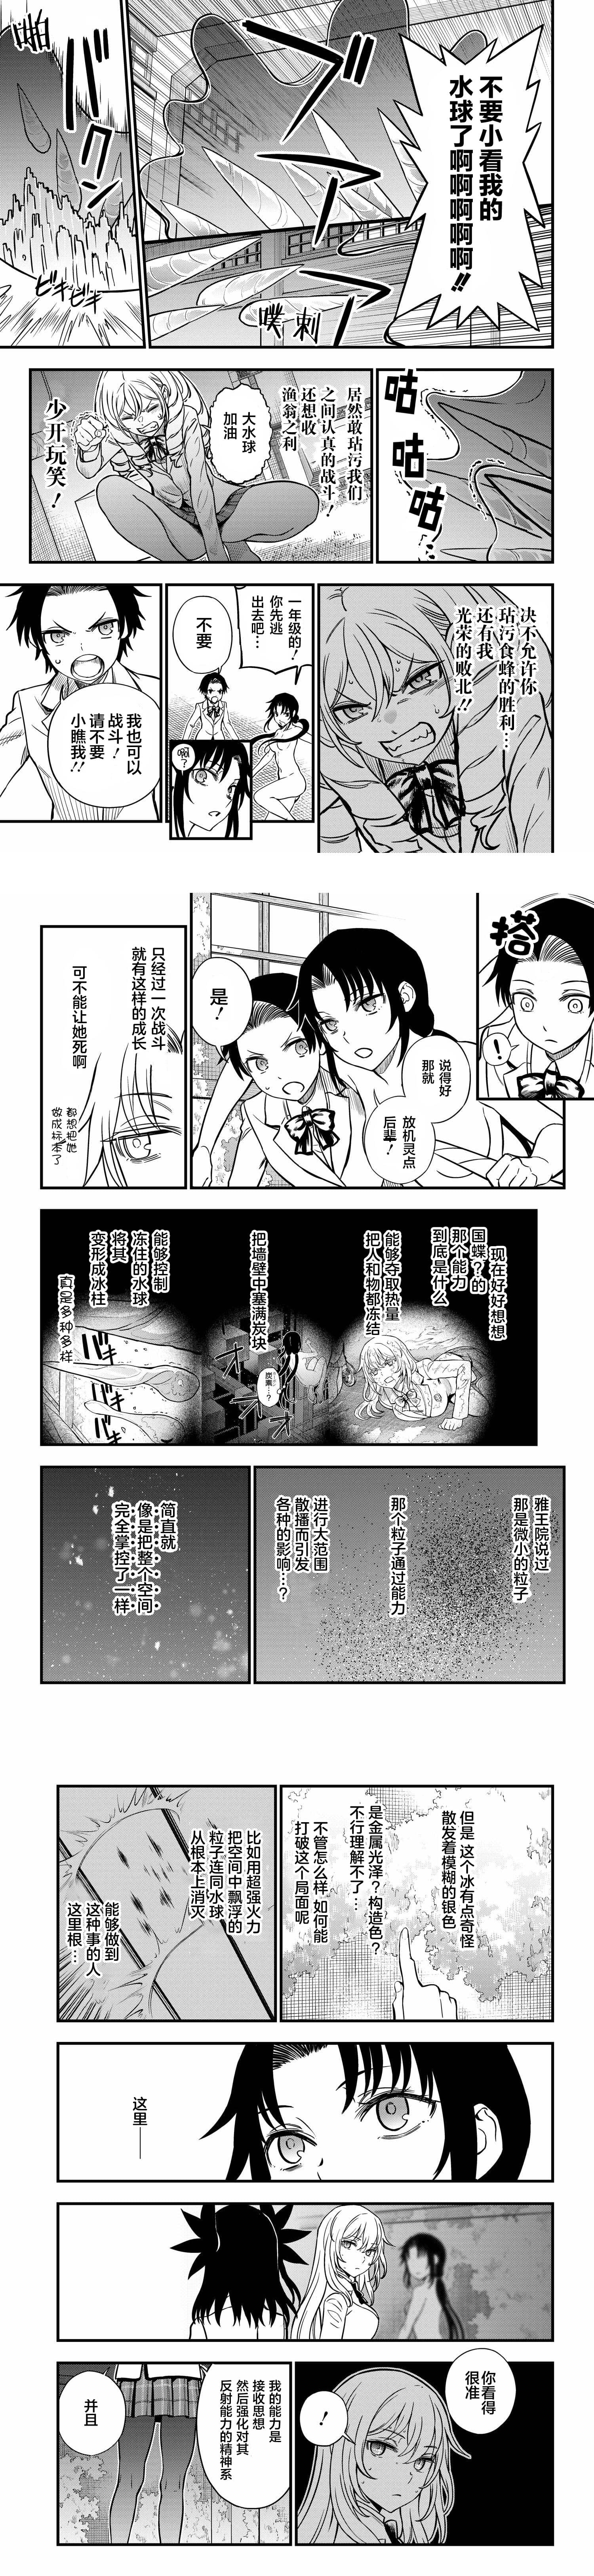 不要小看我的
水球了啊啊啊啊啊!!
噗刺
啪
ビキ
ビキ
咕
咕
咕
居然敢玷污我们
之间认真的战斗!
还想收
渔翁之利
大水球
加油
少开玩笑!
决不允许你
玷污食蜂的胜利…
还有我
光荣的败北!!
一年级的!
你先逃
出去吧…
不要
啊?
我也可以
战斗!
请不要
小瞧我!!
搭
!
说得好
那就
放机灵点
后辈!
是!
只经过一次战斗
就有这样的成长
可不能让她死啊
都想把她
做成标本了
现在好好想想
国蝶?的
那个能力
到底是什么
能够夺取热量
把人和物都冻结
把墙壁中塞满炭块
炭素…?
能够控制
冻住的水球
将其
变形成冰柱
真是多种多样
雅王院说过
那是微小的粒子
那个粒子通过能力
进行大范围
散播而引发
各种的影响…?
简直就
像是把整个空间
完全掌控了一样
但是 这个冰有点奇怪
散发着模糊的银色
是金属光泽?构造色?
不行理解不了…
不管怎么样 如何能
打破这个局面呢
比如用超强火力
把空间中飘浮的
粒子连同水球
从根本上消灭
能够做到
这种事的人
这里根…
这里——
你看得
很准
!
我的能力是
接收思想
然后强化对其
反射能力的精神系
并且